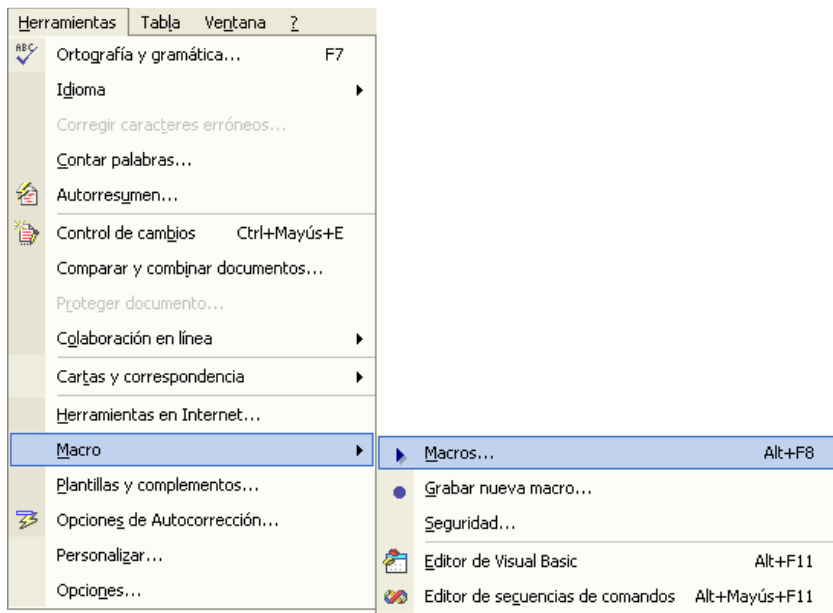 Herramientas Tabla Ventana ?
ABC
Ortografía y gramática... F7
Idioma
Corregir caracteres erróneos...
Contar palabras...
Autorresumen...
Control de cambios Ctrl+Mayús+E
Comparar y combinar documentos...
Proteger documento...
Colaboración en línea
Cartas y correspondencia
Herramientas en Internet...
Macro
Macros... Alt+F8
Plantillas y complementos...
Grabar nueva macro...
Opciones de Autocorrección...
Seguridad...
Personalizar...
Editor de Visual Basic Alt+F11
Opciones...
Editor de secuencias de comandos Alt+Mayús+F11